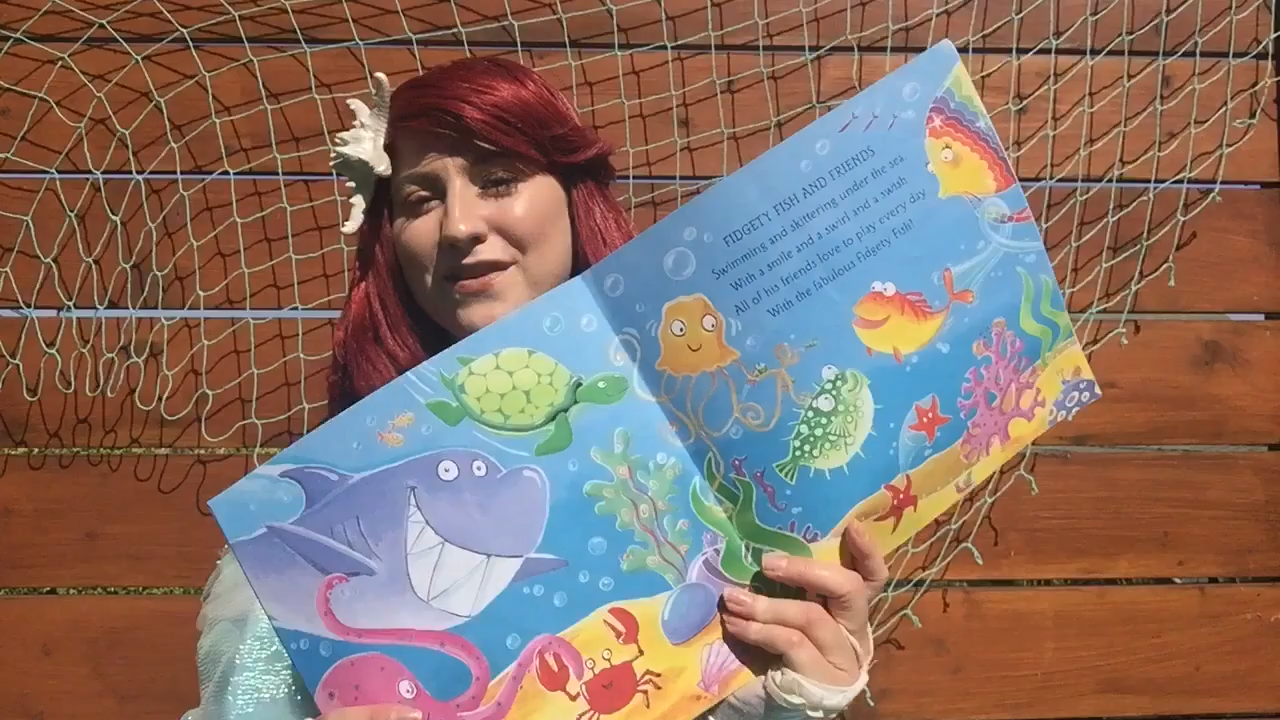 FIDGETY FISH AND FRIENDS
Swimming and skittering under the sea
With a smile and a swirl and a swish
All of his friends love to play every day
With the fabulous Fidgety Fish!